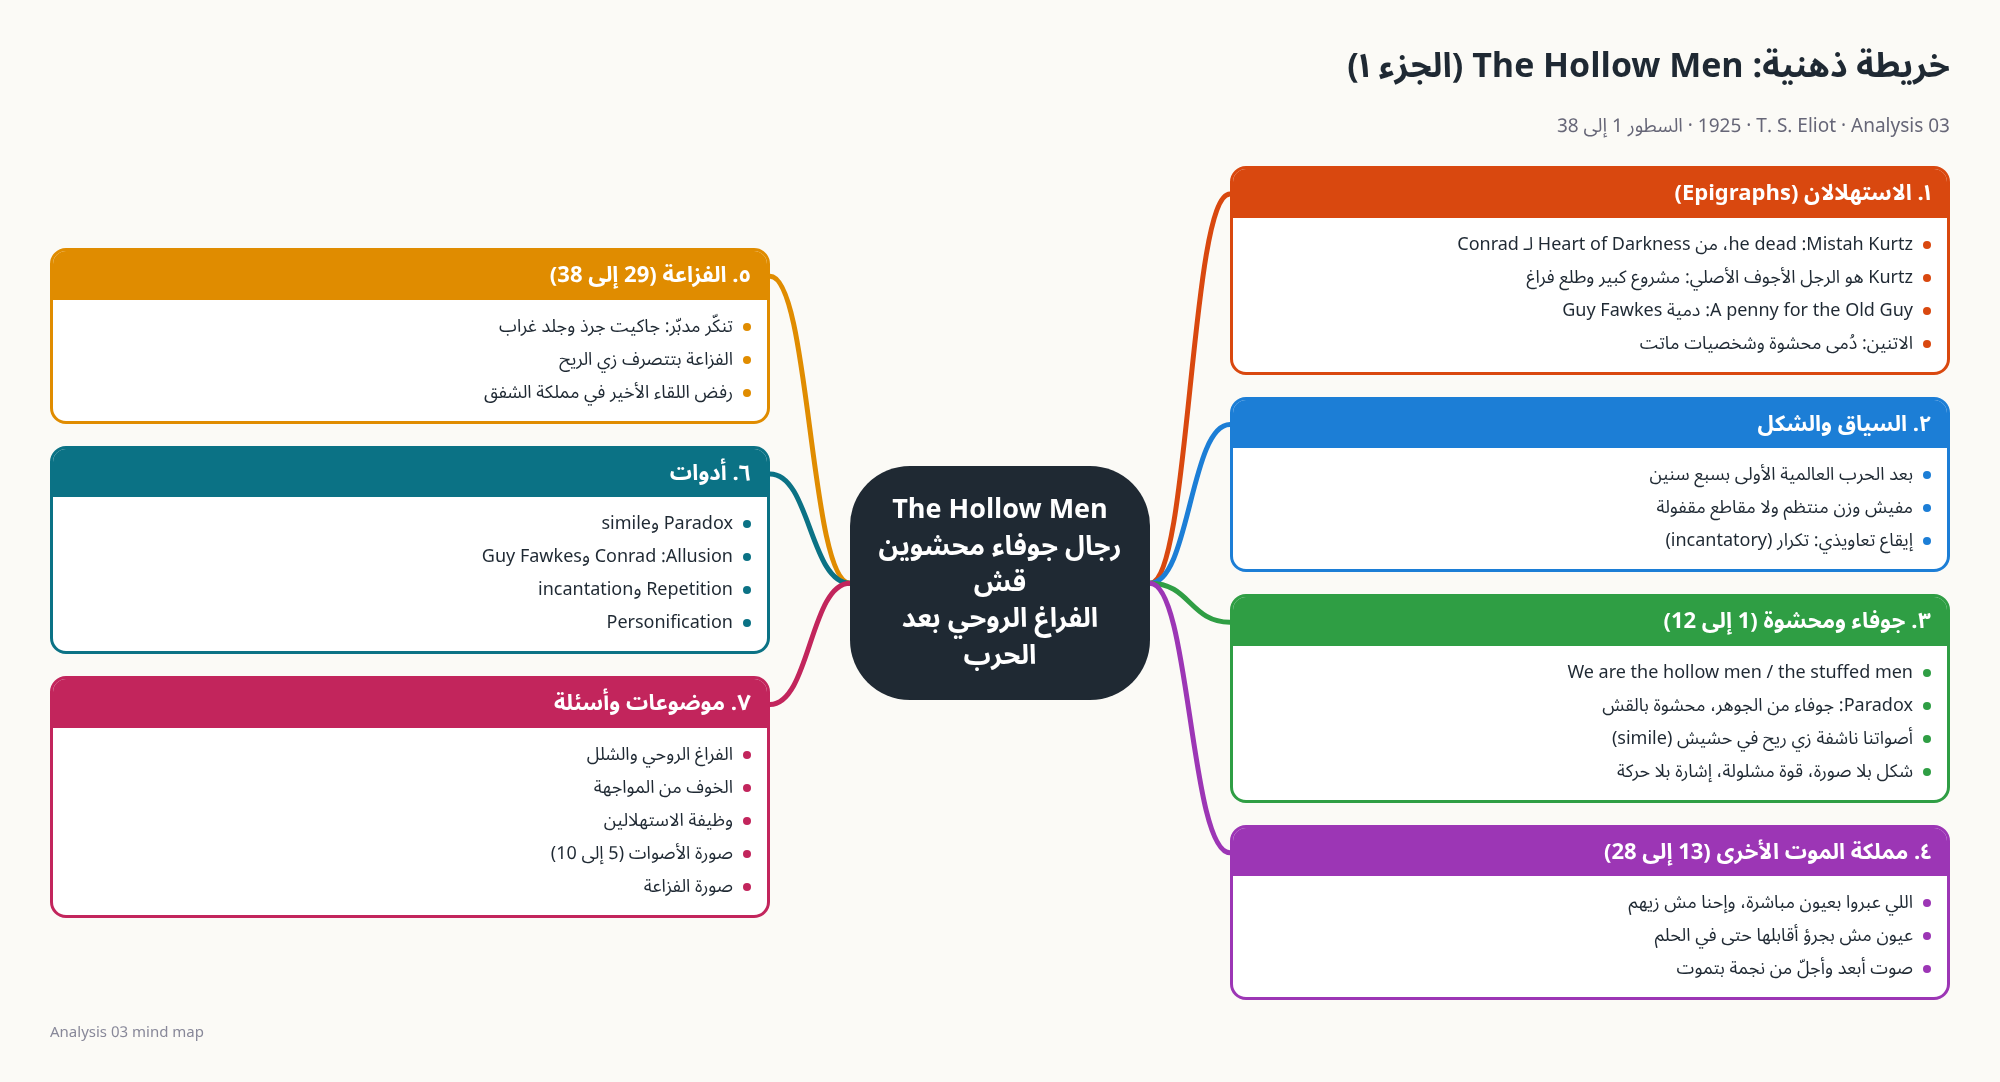 خريطة ذهنية: The Hollow Men (الجزء ١)
السطور 1 إلى 38 · 1925 · T. S. Eliot · Analysis 03
١. الاستهلالان (Epigraphs)
Mistah Kurtz: he dead، من Heart of Darkness لـ Conrad
Kurtz هو الرجل الأجوف الأصلي: مشروع كبير وطلع فراغ
A penny for the Old Guy: دمية Guy Fawkes
الاتنين: دُمى محشوة وشخصيات ماتت
٢. السياق والشكل
بعد الحرب العالمية الأولى بسبع سنين
مفيش وزن منتظم ولا مقاطع مقفولة
إيقاع تعاويذي: تكرار (incantatory)
٣. جوفاء ومحشوة (1 إلى 12)
We are the hollow men / the stuffed men
Paradox: جوفاء من الجوهر، محشوة بالقش
أصواتنا ناشفة زي ريح في حشيش (simile)
شكل بلا صورة، قوة مشلولة، إشارة بلا حركة
٤. مملكة الموت الأخرى (13 إلى 28)
اللي عبروا بعيون مباشرة، وإحنا مش زيهم
عيون مش بجرؤ أقابلها حتى في الحلم
صوت أبعد وأجلّ من نجمة بتموت
The Hollow Men
رجال جوفاء محشوين
قش
الفراغ الروحي بعد
الحرب
٥. الفزاعة (29 إلى 38)
تنكّر مدبّر: جاكيت جرذ وجلد غراب
الفزاعة بتتصرف زي الريح
رفض اللقاء الأخير في مملكة الشفق
٦. أدوات
Paradox وsimile
Allusion: Conrad وGuy Fawkes
Repetition وincantation
Personification
٧. موضوعات وأسئلة
الفراغ الروحي والشلل
الخوف من المواجهة
وظيفة الاستهلالين
صورة الأصوات (5 إلى 10)
صورة الفزاعة
Analysis 03 mind map